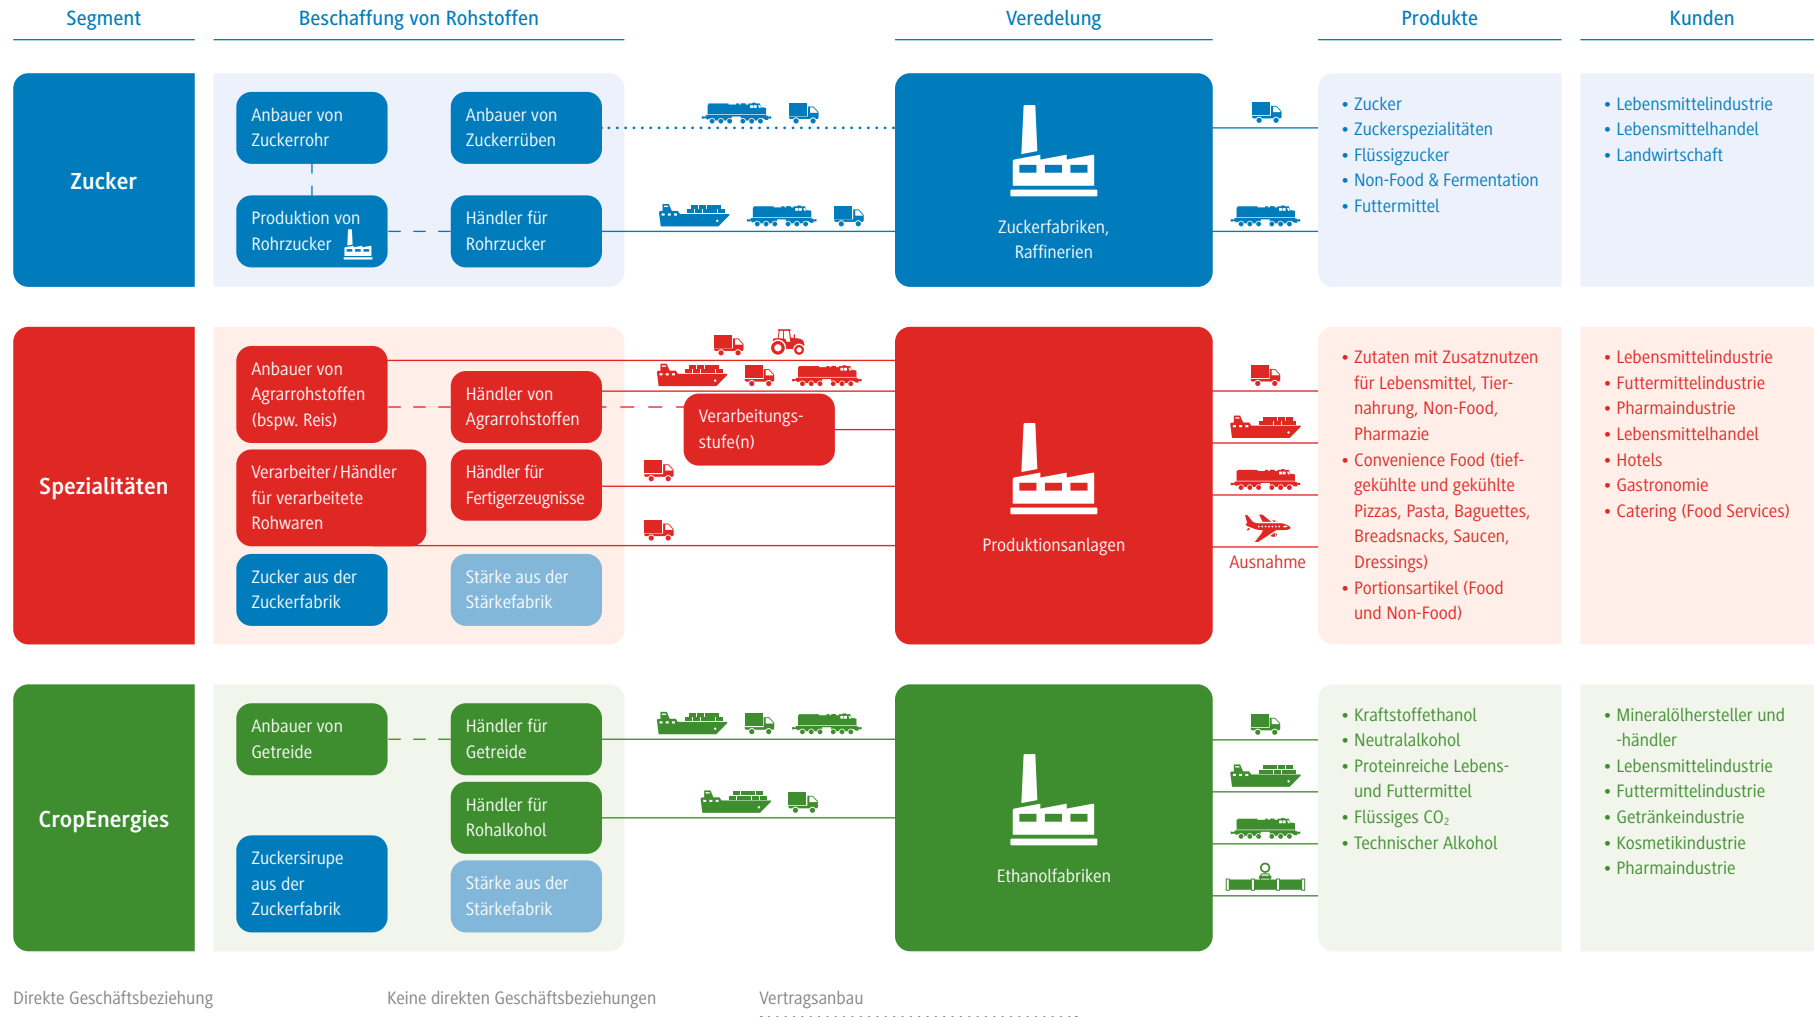 Segment
Beschaffung von Rohstoffen
Veredelung
Produkte
Kunden
Zucker
Anbauer von
Zuckerrohr
Anbauer von
Zuckerrüben
Produktion von
Rohrzucker
Händler für
Rohrzucker
Zuckerfabriken,
Raffinerien
• Zucker
• Zuckerspezialitäten
• Flüssigzucker
• Non-Food & Fermentation
• Futtermittel
• Lebensmittelindustrie
• Lebensmittelhandel
• Landwirtschaft
Spezialitäten
Anbauer von
Agrarrohstoffen
(bspw. Reis)
Händler von
Agrarrohstoffen
Verarbeitungs-
stufe(n)
Verarbeiter / Händler
für verarbeitete
Rohwaren
Händler für
Fertigerzeugnisse
Zucker aus der
Zuckerfabrik
Stärke aus der
Stärkefabrik
Produktionsanlagen
Ausnahme
• Zutaten mit Zusatznutzen
für Lebensmittel, Tier-
nahrung, Non-Food,
Pharmazie
• Convenience Food (tief-
gekühlte und gekühlte
Pizzas, Pasta, Baguettes,
Breadsnacks, Saucen,
Dressings)
• Portionsartikel (Food
und Non-Food)
• Lebensmittelindustrie
• Futtermittelindustrie
• Pharmaindustrie
• Lebensmittelhandel
• Hotels
• Gastronomie
• Catering (Food Services)
CropEnergies
Anbauer von
Getreide
Händler für
Getreide
Händler für
Rohalkohol
Zuckersirupe
aus der
Zuckerfabrik
Stärke aus der
Stärkefabrik
Ethanolfabriken
• Kraftstoffethanol
• Neutralalkohol
• Proteinreiche Lebens-
und Futtermittel
• Flüssiges CO₂
• Technischer Alkohol
• Mineralölhersteller und
-händler
• Lebensmittelindustrie
• Futtermittelindustrie
• Getränkeindustrie
• Kosmetikindustrie
• Pharmaindustrie
Direkte Geschäftsbeziehung
Keine direkten Geschäftsbeziehungen
Vertragsanbau